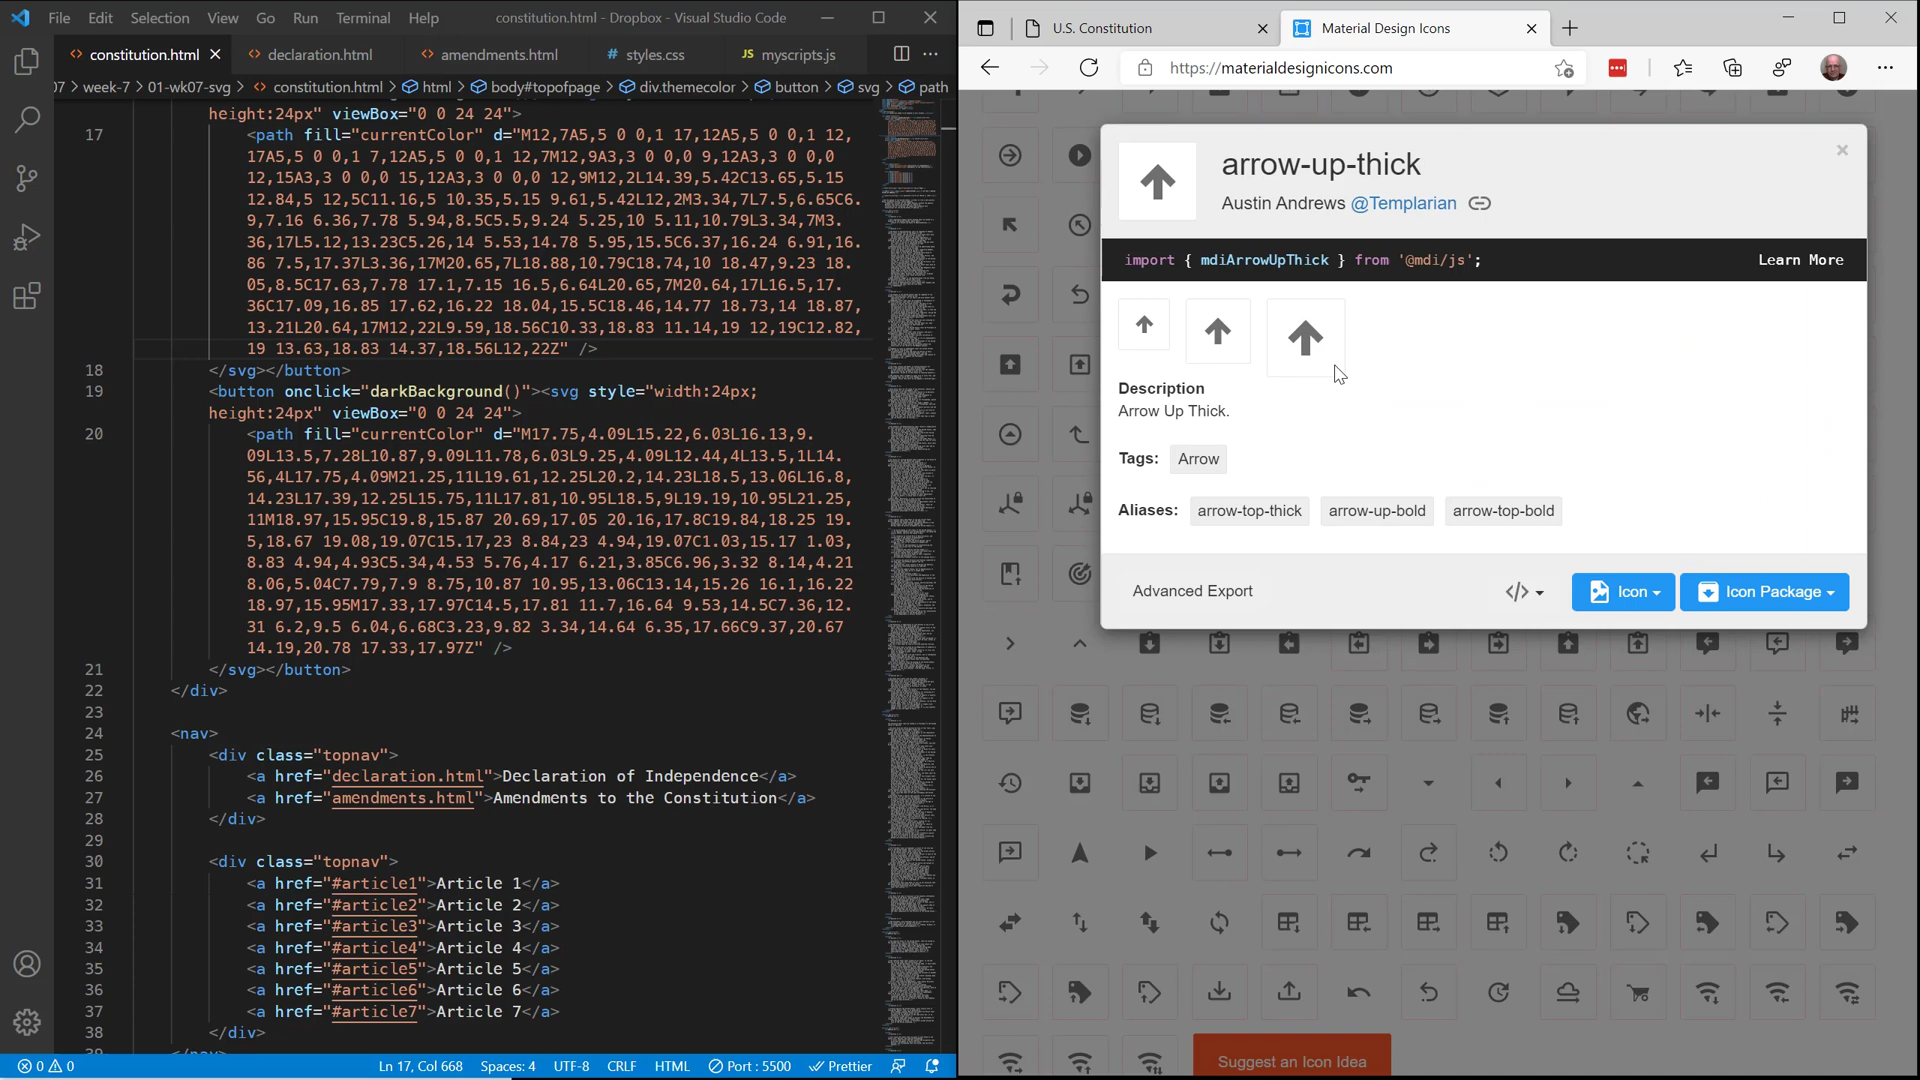 File Edit Selection View Go Run Terminal Help constitution.html - Dropbox - Visual Studio Code
constitution.html declaration.html amendments.html # styles.css JS myscripts.js
07 > week-7 > 01-wk07-svg > constitution.html > html > body#topofpage > div.themecolor > button > svg > path
height:24px" viewBox="0 0 24 24">
17 <path fill="currentColor" d="M12,7A5,5 0 0,1 17,12A5,5 0 0,1 12,
17A5,5 0 0,1 7,12A5,5 0 0,1 12,7M12,9A3,3 0 0,0 9,12A3,3 0 0,0
12,15A3,3 0 0,0 15,12A3,3 0 0,0 12,9M12,2L14.39,5.42C13.65,5.15
12.84,5 12,5C11.16,5 10.35,5.15 9.61,5.42L12,2M3.34,7L7.5,6.65C6.
9,7.16 6.36,7.78 5.94,8.5C5.5,9.24 5.25,10 5.11,10.79L3.34,7M3.
36,17L5.12,13.23C5.26,14 5.53,14.78 5.95,15.5C6.37,16.24 6.91,16.
86 7.5,17.37L3.36,17M20.65,7L18.88,10.79C18.74,10 18.47,9.23 18.
05,8.5C17.63,7.78 17.1,7.15 16.5,6.64L20.65,7M20.64,17L16.5,17.
36C17.09,16.85 17.62,16.22 18.04,15.5C18.46,14.77 18.73,14 18.87,
13.21L20.64,17M12,22L9.59,18.56C10.33,18.83 11.14,19 12,19C12.82,
19 13.63,18.83 14.37,18.56L12,22Z" />
18 </svg></button>
19 <button onclick="darkBackground()"><svg style="width:24px;
height:24px" viewBox="0 0 24 24">
20 <path fill="currentColor" d="M17.75,4.09L15.22,6.03L16.13,9.
09L13.5,7.28L10.87,9.09L11.78,6.03L9.25,4.09L12.44,4L13.5,1L14.
56,4L17.75,4.09M21.25,11L19.61,12.25L20.2,14.23L18.5,13.06L16.8,
14.23L17.39,12.25L15.75,11L17.81,10.95L18.5,9L19.19,10.95L21.25,
11M18.97,15.95C19.8,15.87 20.69,17.05 20.16,17.8C19.84,18.25 19.
5,18.67 19.08,19.07C15.17,23 8.84,23 4.94,19.07C1.03,15.17 1.03,
8.83 4.94,4.93C5.34,4.53 5.76,4.17 6.21,3.85C6.96,3.32 8.14,4.21
8.06,5.04C7.79,7.9 8.75,10.87 10.95,13.06C13.14,15.26 16.1,16.22
18.97,15.95M17.33,17.97C14.5,17.81 11.7,16.64 9.53,14.5C7.36,12.
31 6.2,9.5 6.04,6.68C3.23,9.82 3.34,14.64 6.35,17.66C9.37,20.67
14.19,20.78 17.33,17.97Z" />
21 </svg></button>
22 </div>
23
24 <nav>
25 <div class="topnav">
26 <a href="declaration.html">Declaration of Independence</a>
27 <a href="amendments.html">Amendments to the Constitution</a>
28 </div>
29
30 <div class="topnav">
31 <a href="#article1">Article 1</a>
32 <a href="#article2">Article 2</a>
33 <a href="#article3">Article 3</a>
34 <a href="#article4">Article 4</a>
35 <a href="#article5">Article 5</a>
36 <a href="#article6">Article 6</a>
37 <a href="#article7">Article 7</a>
38 </div>
39 </nav>
0 0 Ln 17, Col 668 Spaces: 4 UTF-8 CRLF HTML Port : 5500 Prettier
U.S. Constitution Material Design Icons
https://materialdesignicons.com
arrow-up-thick
Austin Andrews @Templarian
import { mdiArrowUpThick } from '@mdi/js'; Learn More
Description
Arrow Up Thick.
Tags: Arrow
Aliases: arrow-top-thick arrow-up-bold arrow-top-bold
Advanced Export </> Icon Icon Package
Suggest an Icon Idea